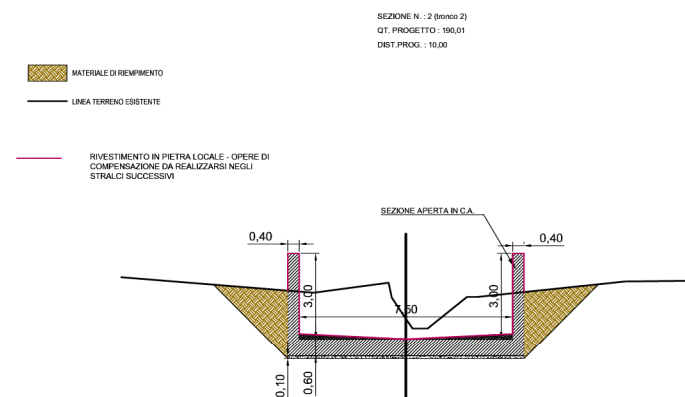 SEZIONE N. : 2 (tronco 2)
QT. PROGETTO : 190,01
DIST.PROG. : 10,00
MATERIALE DI RIEMPIMENTO
LINEA TERRENO ESISTENTE
RIVESTIMENTO IN PIETRA LOCALE - OPERE DI
COMPENSAZIONE DA REALIZZARSI NEGLI
STRALCI SUCCESSIVI
SEZIONE APERTA IN C.A.
0,40
0,40
3,00
7,50
3,00
0,10
0,60